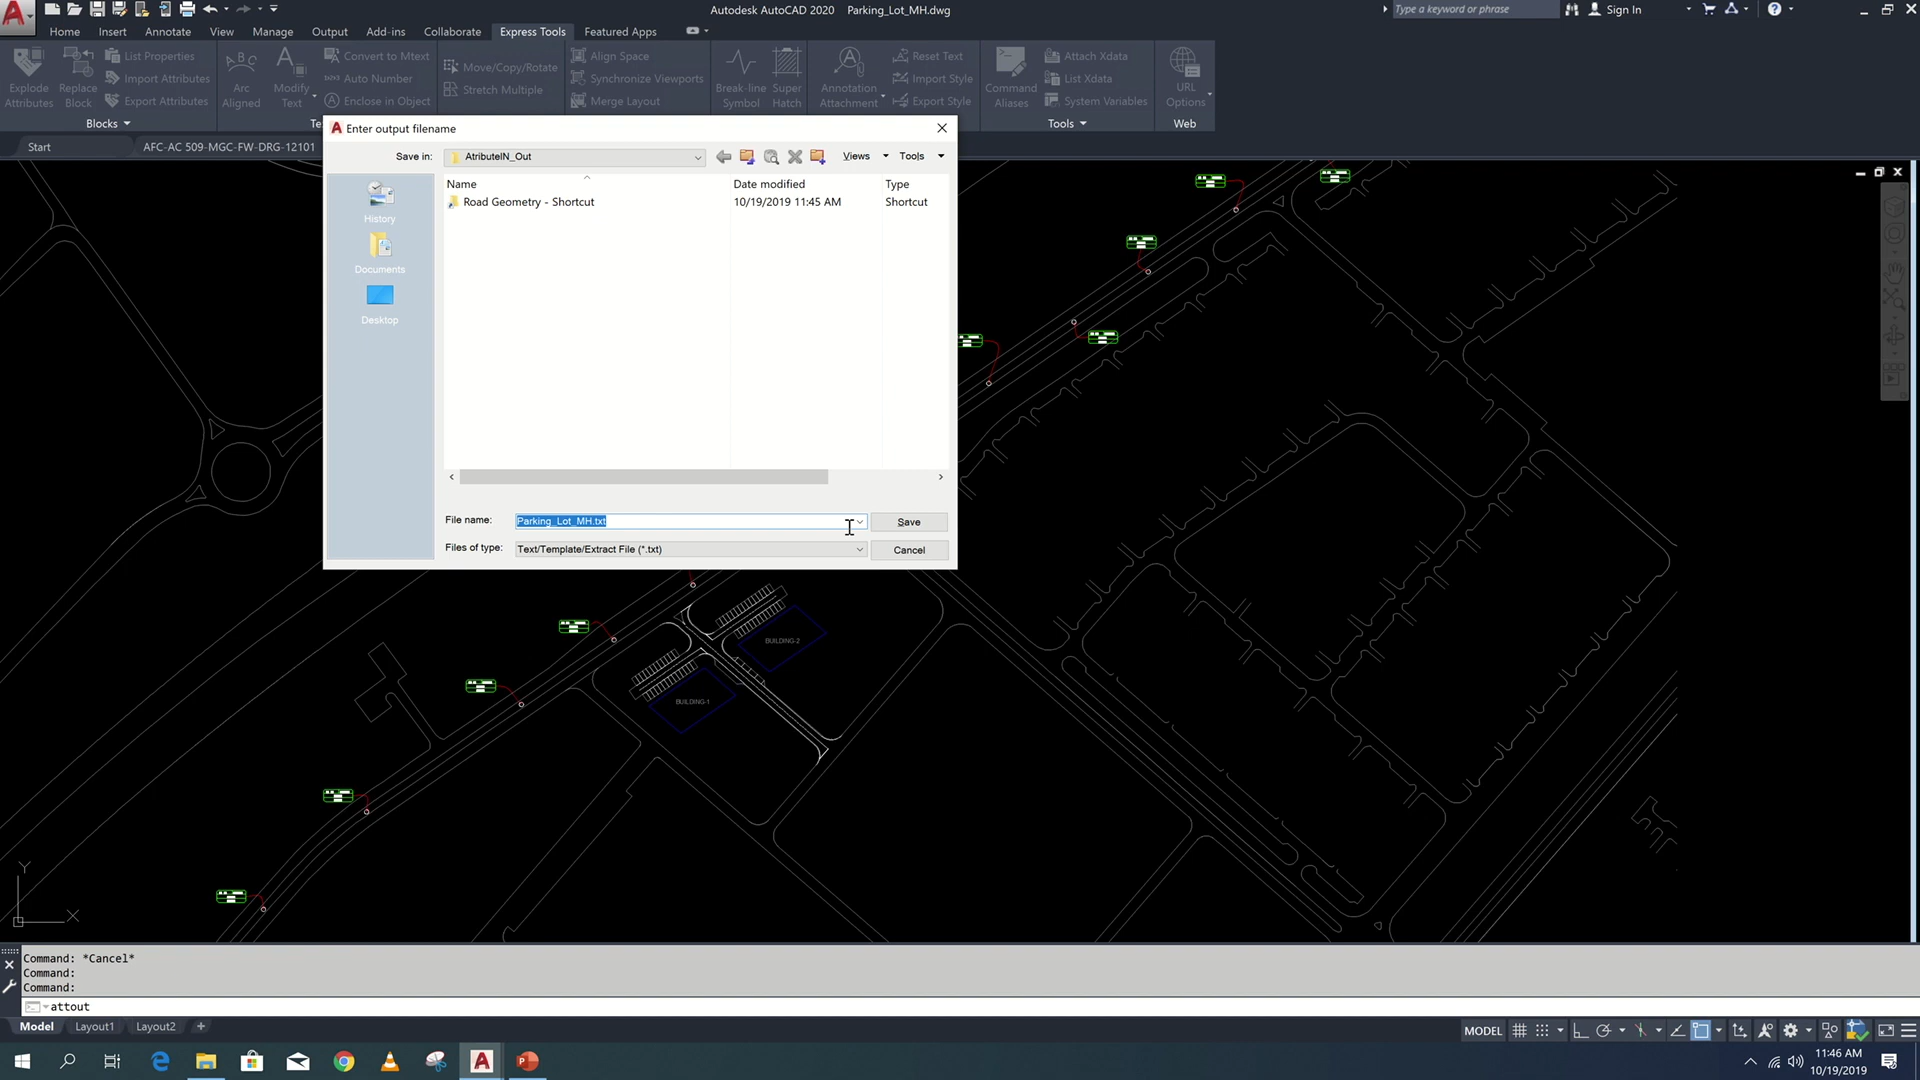 Autodesk AutoCAD 2020 Parking_Lot_MH.dwg
Type a keyword or phrase
Sign In
Home Insert Annotate View Manage Output Add-ins Collaborate Express Tools Featured Apps
Explode Attributes
Replace Block
List Properties
Import Attributes
Export Attributes
Arc Aligned
Modify Text
Convert to Mtext
Auto Number
Enclose in Object
Move/Copy/Rotate
Stretch Multiple
Align Space
Synchronize Viewports
Merge Layout
Break-line Symbol
Super Hatch
Annotation Attachment
Reset Text
Import Style
Export Style
Command Aliases
Attach Xdata
List Xdata
System Variables
URL Options
Blocks
Te
Tools
Web
Start
AFC-AC 509-MGC-FW-DRG-12101
Enter output filename
Save in:
AtributeIN_Out
Views
Tools
History
Documents
Desktop
Name Date modified Type
Road Geometry - Shortcut 10/19/2019 11:45 AM Shortcut
File name:
Parking_Lot_MH.txt
Save
Files of type:
Text/Template/Extract File (*.txt)
Cancel
BUILDING-2
BUILDING-1
Y
X
Command: *Cancel*
Command:
Command:
attout
Model Layout1 Layout2 +
MODEL
11:46 AM
10/19/2019